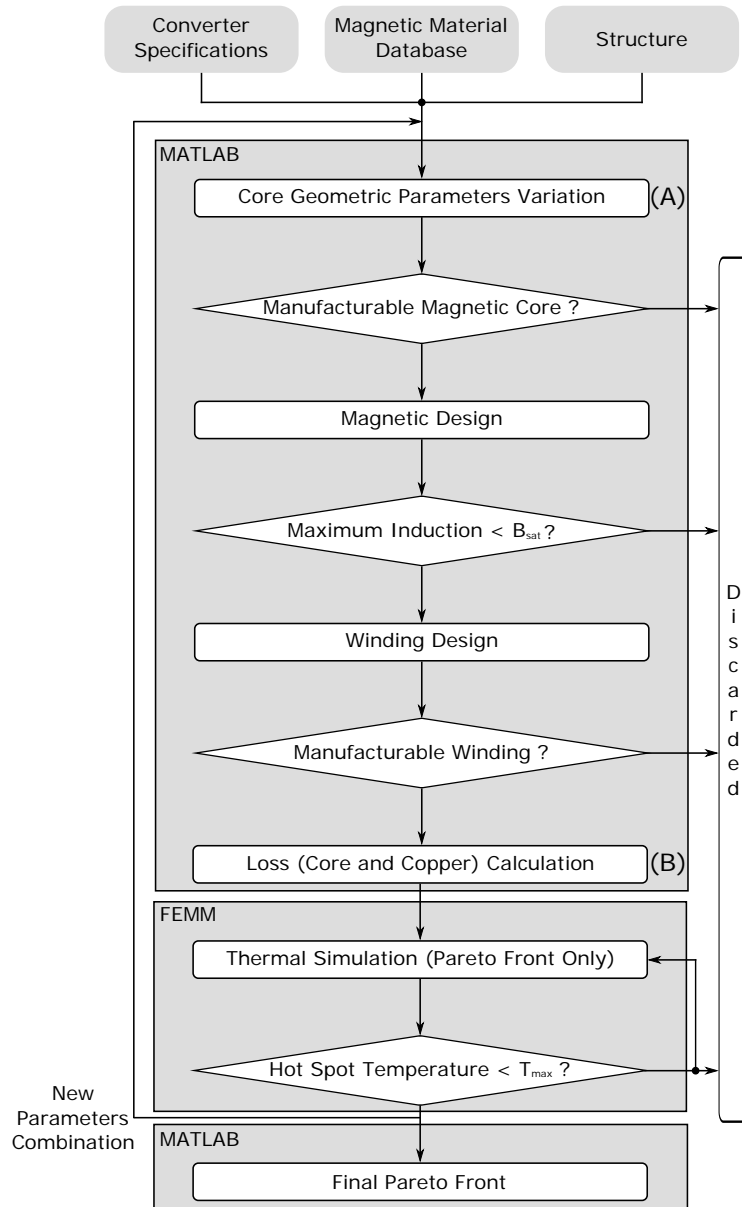 Converter
Specifications
Magnetic Material
Database
Structure
MATLAB
Core Geometric Parameters Variation
(A)
Manufacturable Magnetic Core ?
Magnetic Design
Maximum Induction < Bsat ?
Winding Design
Manufacturable Winding ?
Loss (Core and Copper) Calculation
(B)
Discarded
FEMM
Thermal Simulation (Pareto Front Only)
Hot Spot Temperature < Tmax ?
New
Parameters
Combination
MATLAB
Final Pareto Front